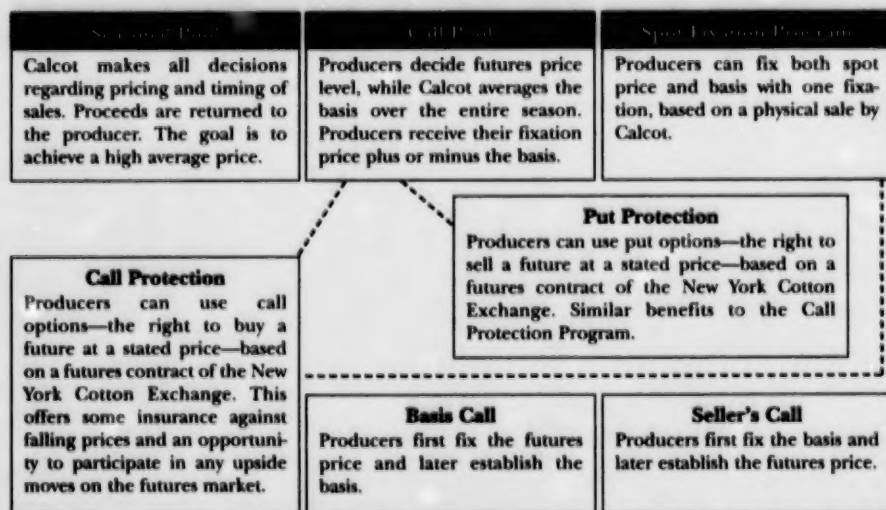 Seasonal Pool
Calcot makes all decisions
regarding pricing and timing of
sales. Proceeds are returned to
the producer. The goal is to
achieve a high average price.
Call Pool
Producers decide futures price
level, while Calcot averages the
basis over the entire season.
Producers receive their fixation
price plus or minus the basis.
Spot Fixation Program
Producers can fix both spot
price and basis with one fixa-
tion, based on a physical sale by
Calcot.
Put Protection
Producers can use put options—the right to
sell a future at a stated price—based on a
futures contract of the New York Cotton
Exchange. Similar benefits to the Call
Protection Program.
Call Protection
Producers can use call
options—the right to buy a
future at a stated price—based
on a futures contract of the New
York Cotton Exchange. This
offers some insurance against
falling prices and an opportuni-
ty to participate in any upside
moves on the futures market.
Basis Call
Producers first fix the futures
price and later establish the
basis.
Seller's Call
Producers first fix the basis and
later establish the futures price.